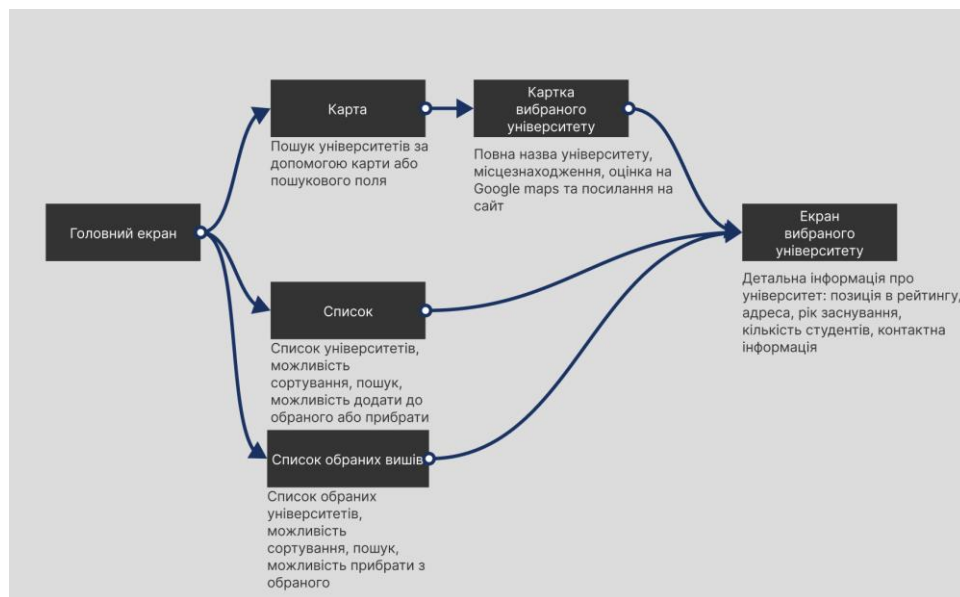 Карта
Пошук університетів за
допомогою карти або
пошукового поля
Картка
вибраного
університету
Повна назва університету,
місцезнаходження, оцінка на
Google maps та посилання на
сайт
Головний екран
Екран
вибраного
університету
Детальна інформація про
університет: позиція в рейтингу,
адреса, рік заснування,
кількість студентів, контактна
інформація
Список
Список університетів,
можливість
сортування, пошук,
можливість додати до
обраного або прибрати
Список обраних вишів
Список обраних
університетів,
можливість
сортування, пошук,
можливість прибрати з
обраного